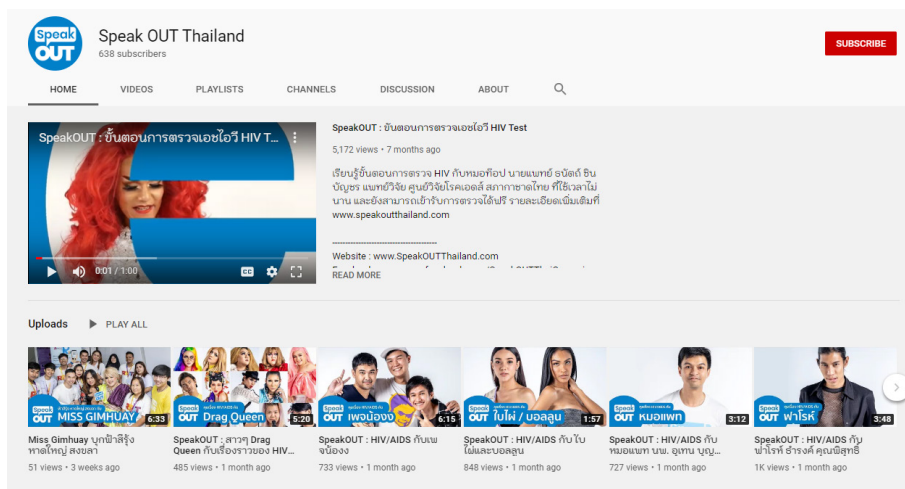 Speak
OUT
Speak OUT Thailand
638 subscribers
SUBSCRIBE
HOME
VIDEOS
PLAYLISTS
CHANNELS
DISCUSSION
ABOUT
SpeakOUT : ขั้นตอนการตรวจเอชไอวี HIV T...
0:01 / 1:00
CC
SpeakOUT : ขั้นตอนการตรวจเอชไอวี HIV Test
5,172 views • 7 months ago
เรียนรู้ขั้นตอนการตรวจ HIV กับหมอท๊อป นายแพทย์ ธนัตถ์ ชิน
บัญชร แพทย์วิจัย ศูนย์วิจัยโรคเอดส์ สภากาชาดไทย ที่ใช้เวลาไม่
นาน และยังสามารถเข้ารับการตรวจได้ฟรี รายละเอียดเพิ่มเติมที่
www.speakoutthailand.com
-----------------------------------
Website : www.SpeakOUTThailand.com
READ MORE
Uploads
PLAY ALL
Speak
OUT
MISS GIMHUAY
6:33
Speak
OUT
Drag Queen
5:20
Speak
OUT
เพจน้องง
6:15
Speak
OUT
ใบไผ่ / บอลลูน
1:57
Speak
OUT
หมอแพท
3:12
Speak
OUT
ฟาโรห์
3:48
Miss Gimhuay บุกฟ้าสีรุ้ง
หาดใหญ่ สงขลา
51 views • 3 weeks ago
SpeakOUT : สาวๆ Drag
Queen กับเรื่องราวของ HIV...
485 views • 1 month ago
SpeakOUT : HIV/AIDS กับเพ
จน้องง
733 views • 1 month ago
SpeakOUT : HIV/AIDS กับ ใบ
ไผ่และบอลลูน
848 views • 1 month ago
SpeakOUT : HIV/AIDS กับ
หมอแพท นพ. อุเทน บุญ...
727 views • 1 month ago
SpeakOUT : HIV/AIDS กับ
ฟาโรห์ ธำรงค์ คุณพิสุทธิ์
1K views • 1 month ago